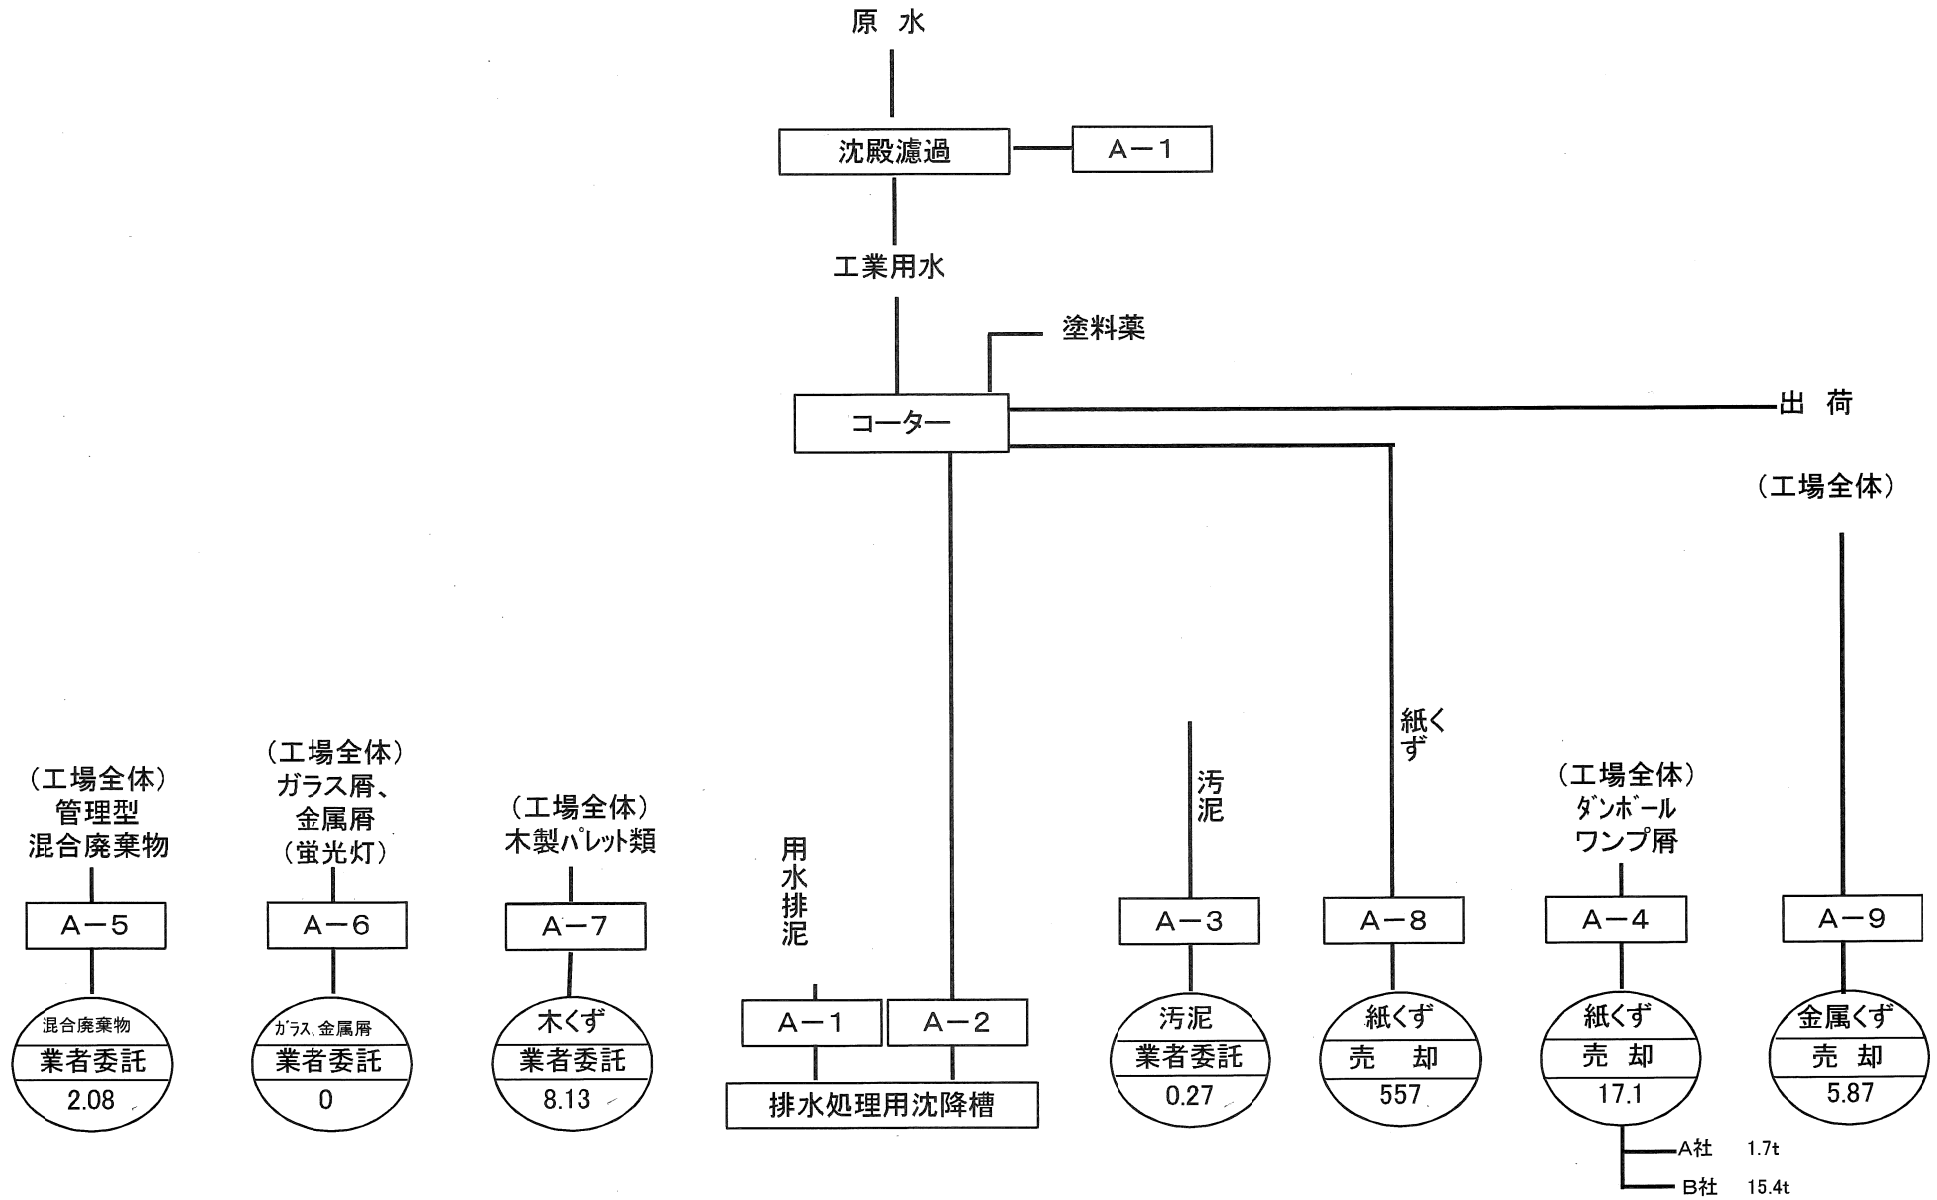 原 水
沈殿濾過
A－1
工業用水
塗料薬
コーター
出 荷
（工場全体）
（工場全体）
管理型
混合廃棄物
A－5
混合廃棄物
業者委託
2.08
（工場全体）
ガラス屑、
金属屑
（蛍光灯）
A－6
ｶﾞﾗｽ､金属屑
業者委託
0
（工場全体）
木製ﾊﾟﾚｯﾄ類
A－7
木くず
業者委託
8.13
用水排泥
A－1
A－2
排水処理用沈降槽
汚泥
A－3
汚泥
業者委託
0.27
紙く
ず
A－8
紙くず
売 却
557
（工場全体）
ﾀﾞﾝﾎﾞｰﾙ
ワンプ屑
A－4
紙くず
売 却
17.1
A社 1.7t
B社 15.4t
A－9
金属くず
売 却
5.87